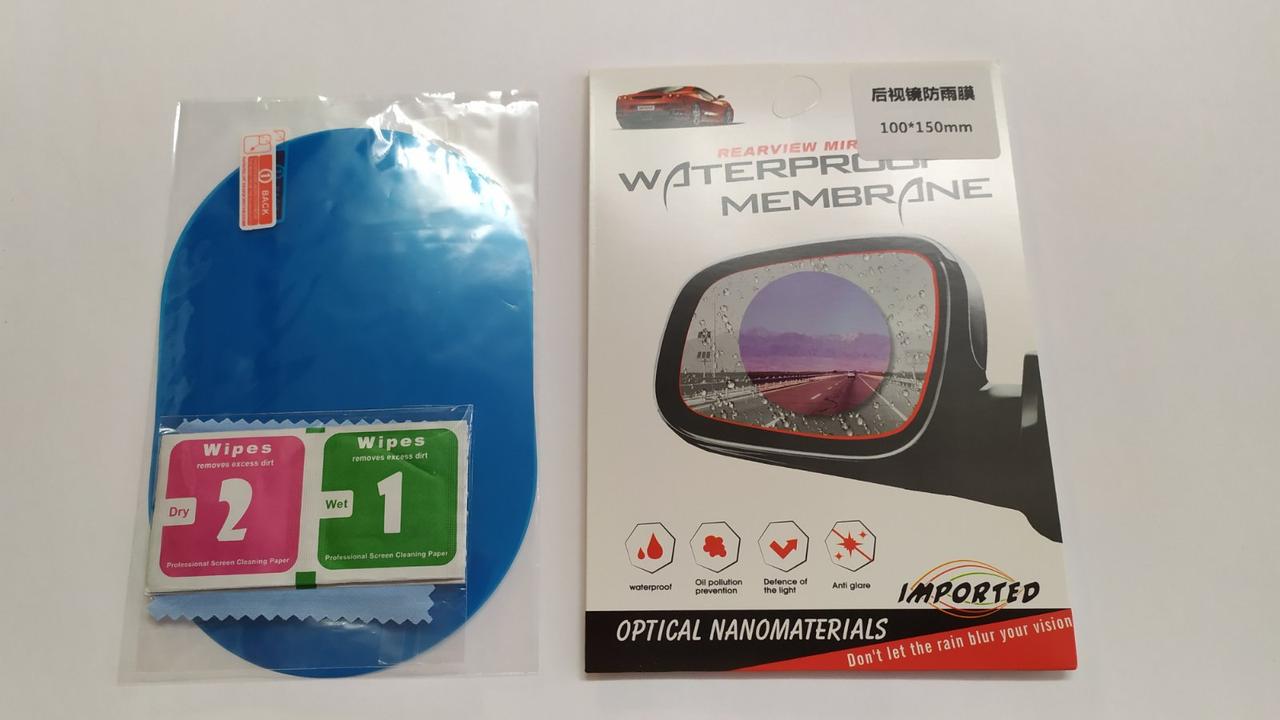 ① BACK
Wipes
removes excess dirt
Dry
2
Professional Screen Cleaning Paper
Wipes
removes excess dirt
Wet
1
Professional Screen Cleaning Paper
后视镜防雨膜
100*150mm
REARVIEW MIR
WATERPROOF
MEMBRANE
waterproof
Oil pollution
prevention
Defence of
the light
Anti glare
IMPORTED
OPTICAL NANOMATERIALS
Don't let the rain blur your vision